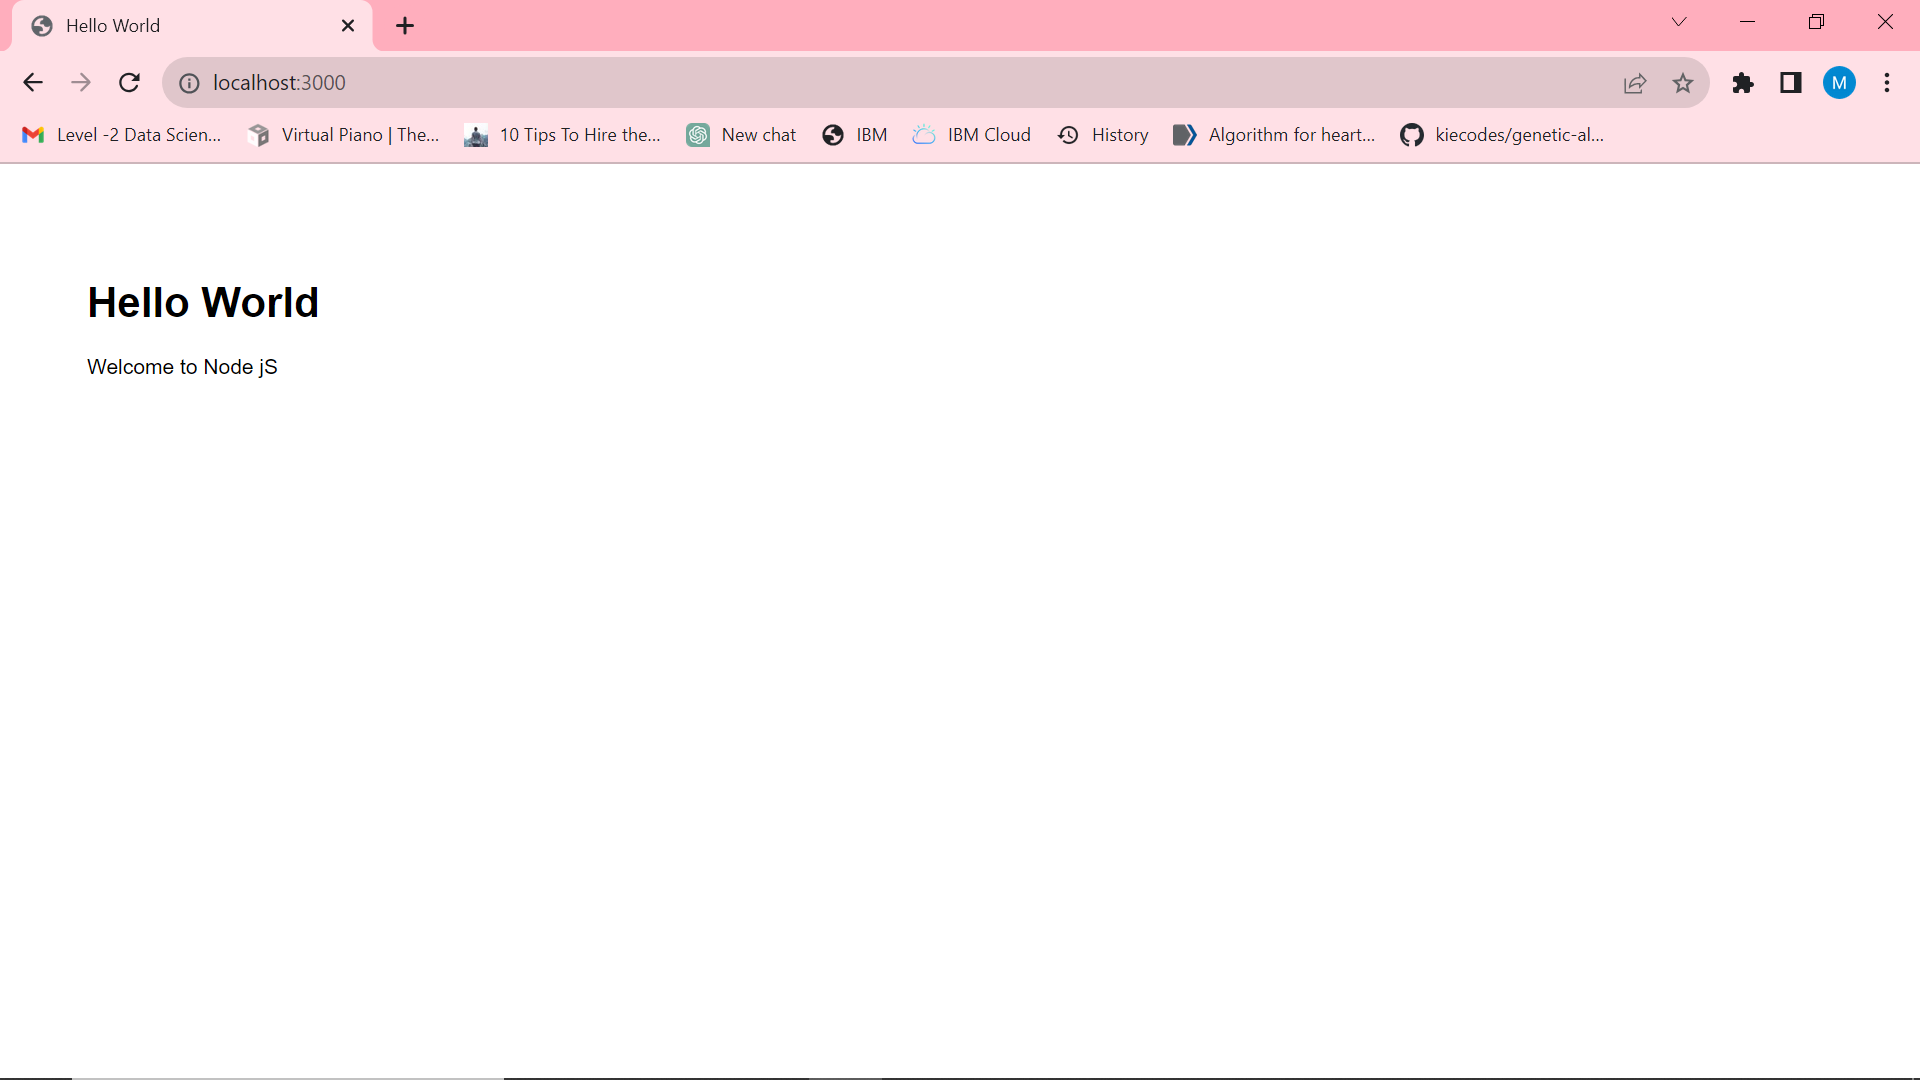 Hello World
localhost:3000
M
Level -2 Data Scien...
Virtual Piano | The...
10 Tips To Hire the...
New chat
IBM
IBM Cloud
History
Algorithm for heart...
kiecodes/genetic-al...
Hello World
Welcome to Node jS